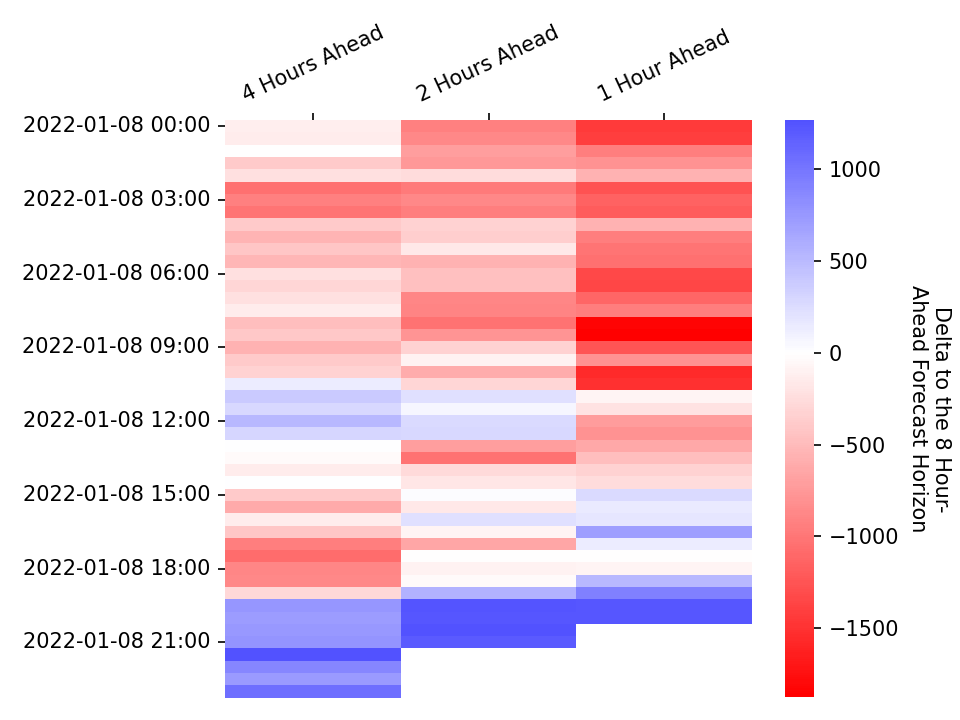 4 Hours Ahead
2 Hours Ahead
1 Hour Ahead
2022-01-08 00:00
2022-01-08 03:00
2022-01-08 06:00
2022-01-08 09:00
2022-01-08 12:00
2022-01-08 15:00
2022-01-08 18:00
2022-01-08 21:00
1000
500
0
−500
−1000
−1500
Delta to the 8 Hour-
Ahead Forecast Horizon